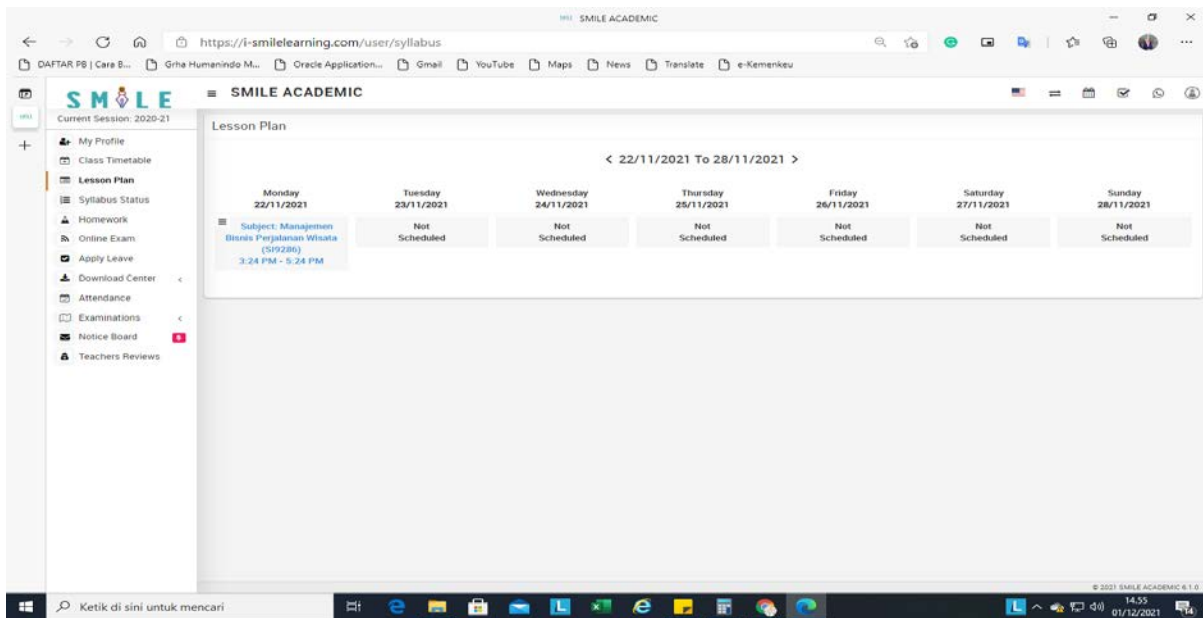 SMILE ACADEMIC
https://i-smilelearning.com/user/syllabus
DAFTAR PB | Cara B... Grha Humanindo M... Oracle Application... Gmail YouTube Maps News Translate e-Kemenkeu
SMILE
SMILE ACADEMIC
Current Session: 2020-21
My Profile
Class Timetable
Lesson Plan
Syllabus Status
Homework
Online Exam
Apply Leave
Download Center
Attendance
Examinations
Notice Board
Teachers Reviews
Lesson Plan
< 22/11/2021 To 28/11/2021 >
Monday Tuesday Wednesday Thursday Friday Saturday Sunday
22/11/2021 23/11/2021 24/11/2021 25/11/2021 26/11/2021 27/11/2021 28/11/2021
Subject: Manajemen
Bisnis Perjalanan Wisata
(SI9286)
3:24 PM - 5:24 PM
Not
Scheduled
Not
Scheduled
Not
Scheduled
Not
Scheduled
Not
Scheduled
Not
Scheduled
© 2021 SMILE ACADEMIC 6.1.0
Ketik di sini untuk mencari
14.55
01/12/2021